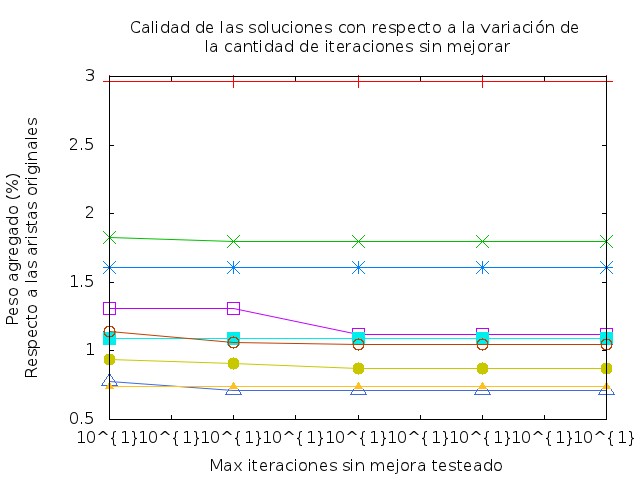 Calidad de las soluciones con respecto a la variación de
la cantidad de iteraciones sin mejorar
Peso agregado (%)
Respecto a las aristas originales
3
2.5
2
1.5
1
0.5
10^{1}10^{1}10^{1}10^{1}10^{1}10^{1}10^{1}10^{1}10^{1}
Max iteraciones sin mejora testeado